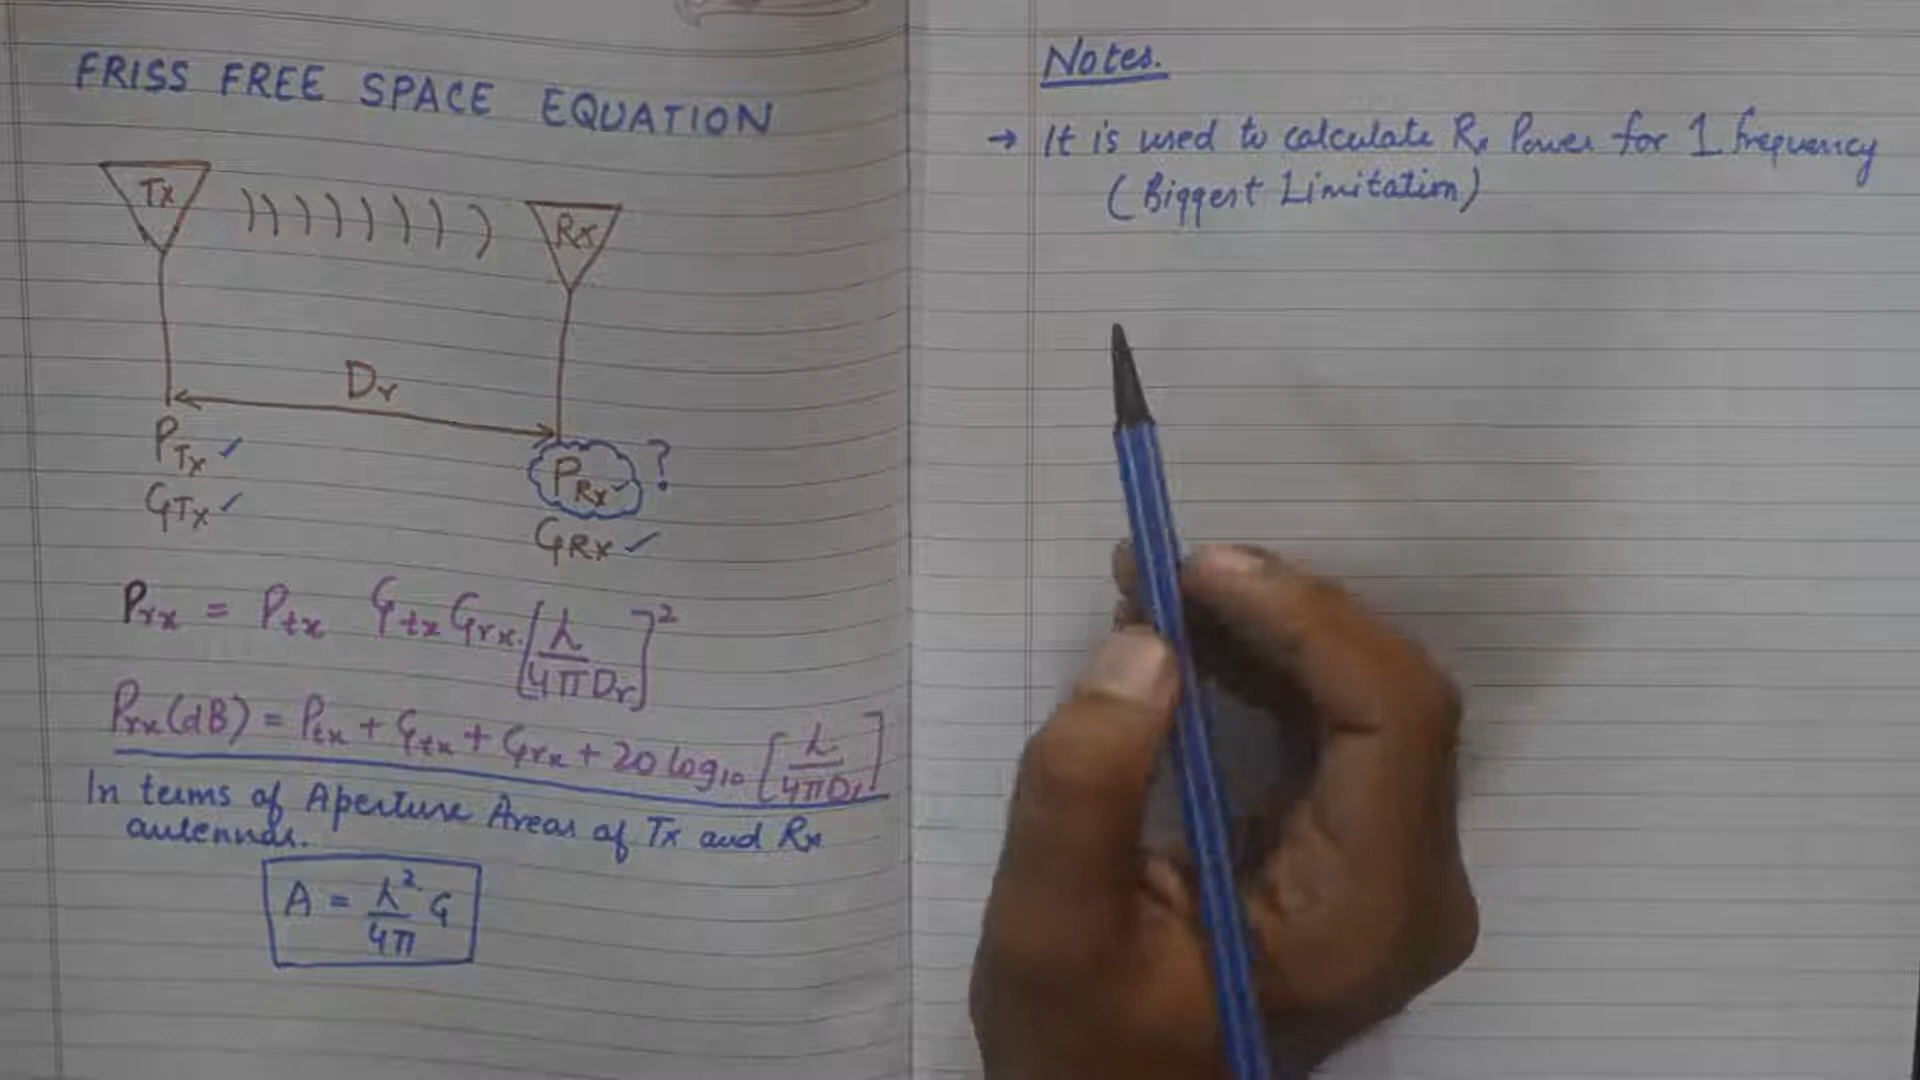 FRISS FREE SPACE EQUATION
Tx
Rx
Dr
PTx ✓
GTx ✓
PRx ?
GRx ✓
Prx = Ptx Gtx Grx [λ/4πDr]²
Prx(dB) = Ptx + Gtx + Grx + 20 log10 [λ/4πDr]
In terms of Aperture Areas of Tx and Rx
antennas.
A = λ²/4π G
Notes.
→ It is used to calculate Rx Power for 1 frequency
(Biggest Limitation)